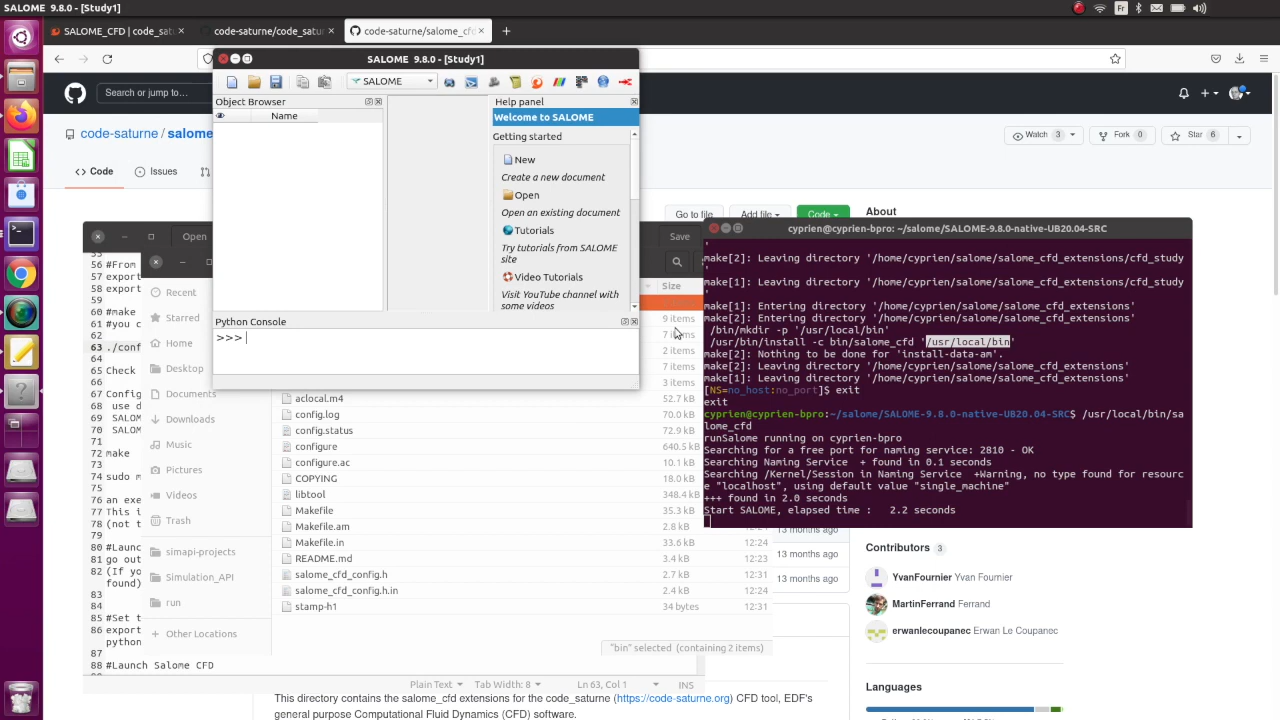 SALOME 9.8.0 - [Study1]
Fr
SALOME_CFD | code_sat
code-saturne/code_satur
code-saturne/salome_cf
Search or jump to...
code-saturne / salome
Watch 3
Fork 0
Star 6
Code
Issues
Go to file
Add file
Code
About
SALOME 9.8.0 - [Study1]
SALOME
Object Browser
Name
Help panel
Welcome to SALOME
Getting started
New
Create a new document
Open
Open an existing document
Tutorials
Try tutorials from SALOME
site
Video Tutorials
Visit YouTube channel with
some videos
Python Console
>>>
Open
Save
56 #From
57 export
58 export
59
60 #make
61 #you c
62
63 ./conf
64
65 Check
66
67 Config
68 use d
69 SALOM
70 SALOM
71
72 make
73
74 sudo m
75
76 an exe
77 This i
78 (not t
79
80 #Launc
81 go out
82 (If yo
found)
83
84
85 #Set t
86 export
python
87
88 #Launch Salome CFD
Recent
Starred
Home
Desktop
Documents
Downloads
Music
Pictures
Videos
Trash
simapi-projects
Simulation_API
run
Other Locations
Size
9 items
7 items
2 items
7 items
3 items
aclocal.m4 52.7 kB
config.log 70.0 kB
config.status 72.9 kB
configure 640.5 kB
configure.ac 10.1 kB
COPYING 18.0 kB
libtool 348.4 kB
Makefile 35.3 kB
Makefile.am 2.8 kB
Makefile.in 33.6 kB 12:24
README.md 3.4 kB 12:23
salome_cfd_config.h 2.7 kB 12:31
salome_cfd_config.h.in 2.4 kB 12:24
stamp-h1 34 bytes 12:31
"bin" selected (containing 2 items)
Plain Text Tab Width: 8 Ln 63, Col 1 INS
cyprien@cyprien-bpro: ~/salome/SALOME-9.8.0-native-UB20.04-SRC
'
make[2]: Leaving directory '/home/cyprien/salome/salome_cfd_extensions/cfd_study
'
make[1]: Leaving directory '/home/cyprien/salome/salome_cfd_extensions/cfd_study
'
make[1]: Entering directory '/home/cyprien/salome/salome_cfd_extensions'
make[2]: Entering directory '/home/cyprien/salome/salome_cfd_extensions'
/bin/mkdir -p '/usr/local/bin'
/usr/bin/install -c bin/salome_cfd '/usr/local/bin'
make[2]: Nothing to be done for 'install-data-am'.
make[2]: Leaving directory '/home/cyprien/salome/salome_cfd_extensions'
make[1]: Leaving directory '/home/cyprien/salome/salome_cfd_extensions'
[NS=no_host:no_port]$ exit
exit
cyprien@cyprien-bpro:~/salome/SALOME-9.8.0-native-UB20.04-SRC$ /usr/local/bin/sa
lome_cfd
runSalome running on cyprien-bpro
Searching for a free port for naming service: 2810 - OK
Searching Naming Service + found in 0.1 seconds
Searching /Kernel/Session in Naming Service +Warning, no type found for resourc
e "localhost", using default value "single_machine"
+++ found in 2.0 seconds
Start SALOME, elapsed time : 2.2 seconds
13 months ago
13 months ago
13 months ago
Contributors 3
YvanFournier Yvan Fournier
MartinFerrand Ferrand
erwanlecoupanec Erwan Le Coupanec
Languages
This directory contains the salome_cfd extensions for the code_saturne (https://code-saturne.org) CFD tool, EDF's
general purpose Computational Fluid Dynamics (CFD) software.